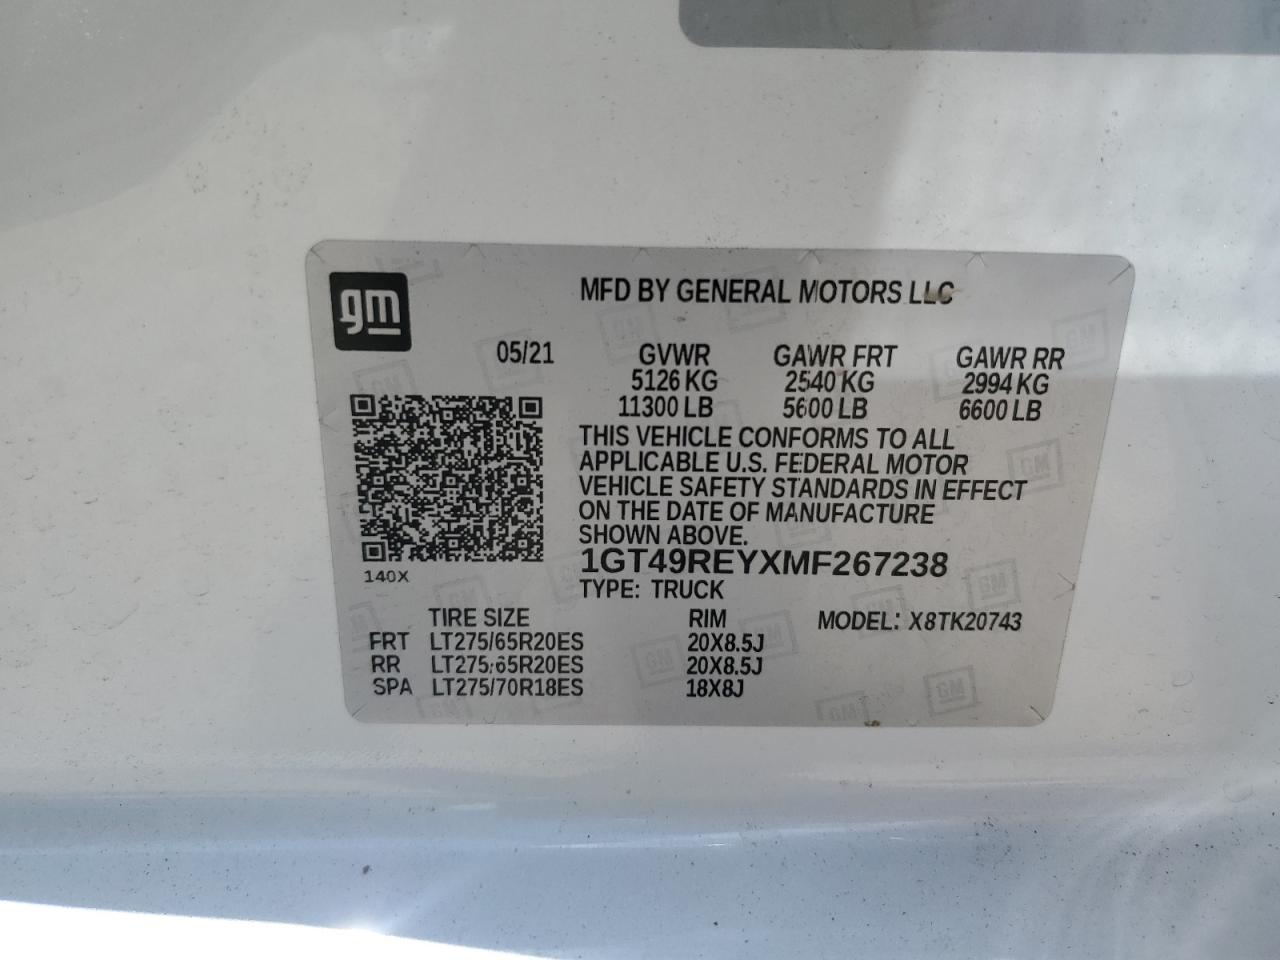 gm
MFD BY GENERAL MOTORS LLC
05/21 GVWR GAWR FRT GAWR RR
5126 KG 2540 KG 2994 KG
11300 LB 5600 LB 6600 LB
THIS VEHICLE CONFORMS TO ALL
APPLICABLE U.S. FEDERAL MOTOR
VEHICLE SAFETY STANDARDS IN EFFECT
ON THE DATE OF MANUFACTURE
SHOWN ABOVE.
1GT49REYXMF267238
140X
TYPE: TRUCK
TIRE SIZE RIM MODEL: X8TK20743
FRT LT275/65R20ES 20X8.5J
RR LT275/65R20ES 20X8.5J
SPA LT275/70R18ES 18X8J